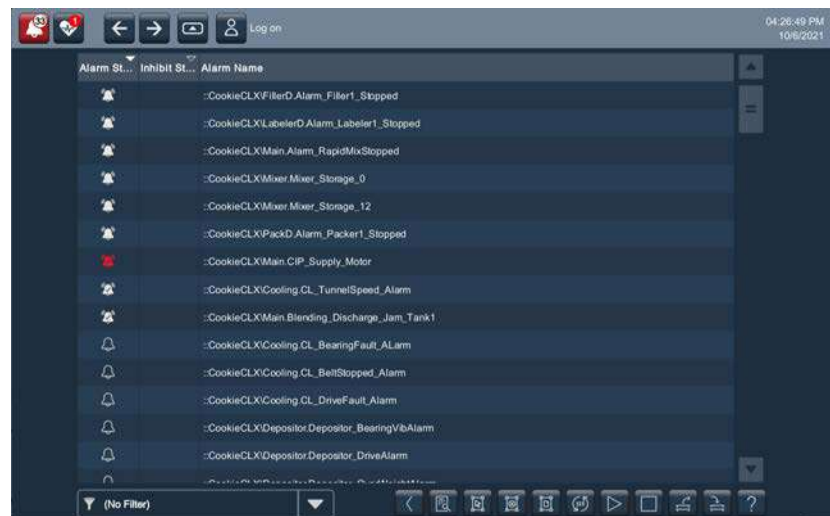 33
1
Log on
04:26:49 PM
10/6/2021
Alarm St... Inhibit St... Alarm Name
::CookieCLX\FillerD.Alarm_Filler1_Stopped
::CookieCLX\LabelerD.Alarm_Labeler1_Stopped
::CookieCLX\Main.Alarm_RapidMixStopped
::CookieCLX\Mixer.Mixer_Storage_0
::CookieCLX\Mixer.Mixer_Storage_12
::CookieCLX\PackD.Alarm_Packer1_Stopped
::CookieCLX\Main.CIP_Supply_Motor
::CookieCLX\Cooling.CL_TunnelSpeed_Alarm
::CookieCLX\Main.Blending_Discharge_Jam_Tank1
::CookieCLX\Cooling.CL_BearingFault_ALarm
::CookieCLX\Cooling.CL_BeltStopped_Alarm
::CookieCLX\Cooling.CL_DriveFault_Alarm
::CookieCLX\Depositor.Depositor_BearingVibAlarm
::CookieCLX\Depositor.Depositor_DriveAlarm
(No Filter)
?